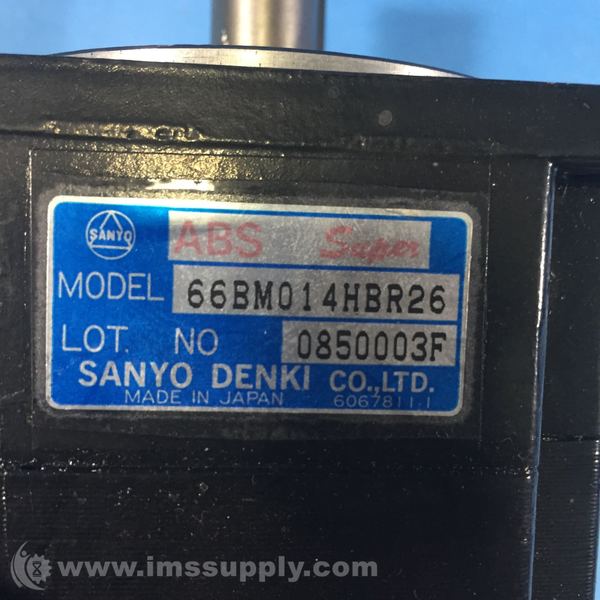 SANYO
ABS Super
MODEL 66BM014HBR26
LOT. NO 0850003F
SANYO DENKI CO.,LTD.
MADE IN JAPAN 6067811-1
www.imssupply.com